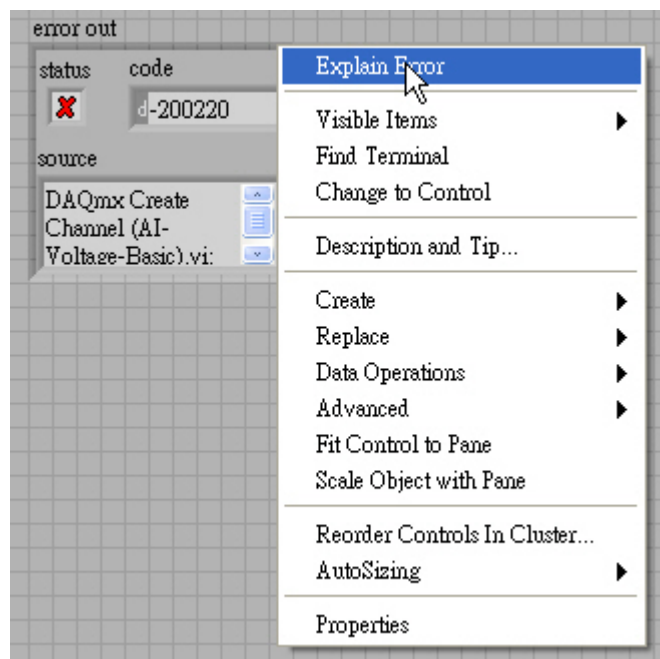 error out
status code
d -200220
source
DAQmx Create
Channel (AI-
Voltage-Basic).vi:
Explain Error
Visible Items
Find Terminal
Change to Control
Description and Tip...
Create
Replace
Data Operations
Advanced
Fit Control to Pane
Scale Object with Pane
Reorder Controls In Cluster...
AutoSizing
Properties